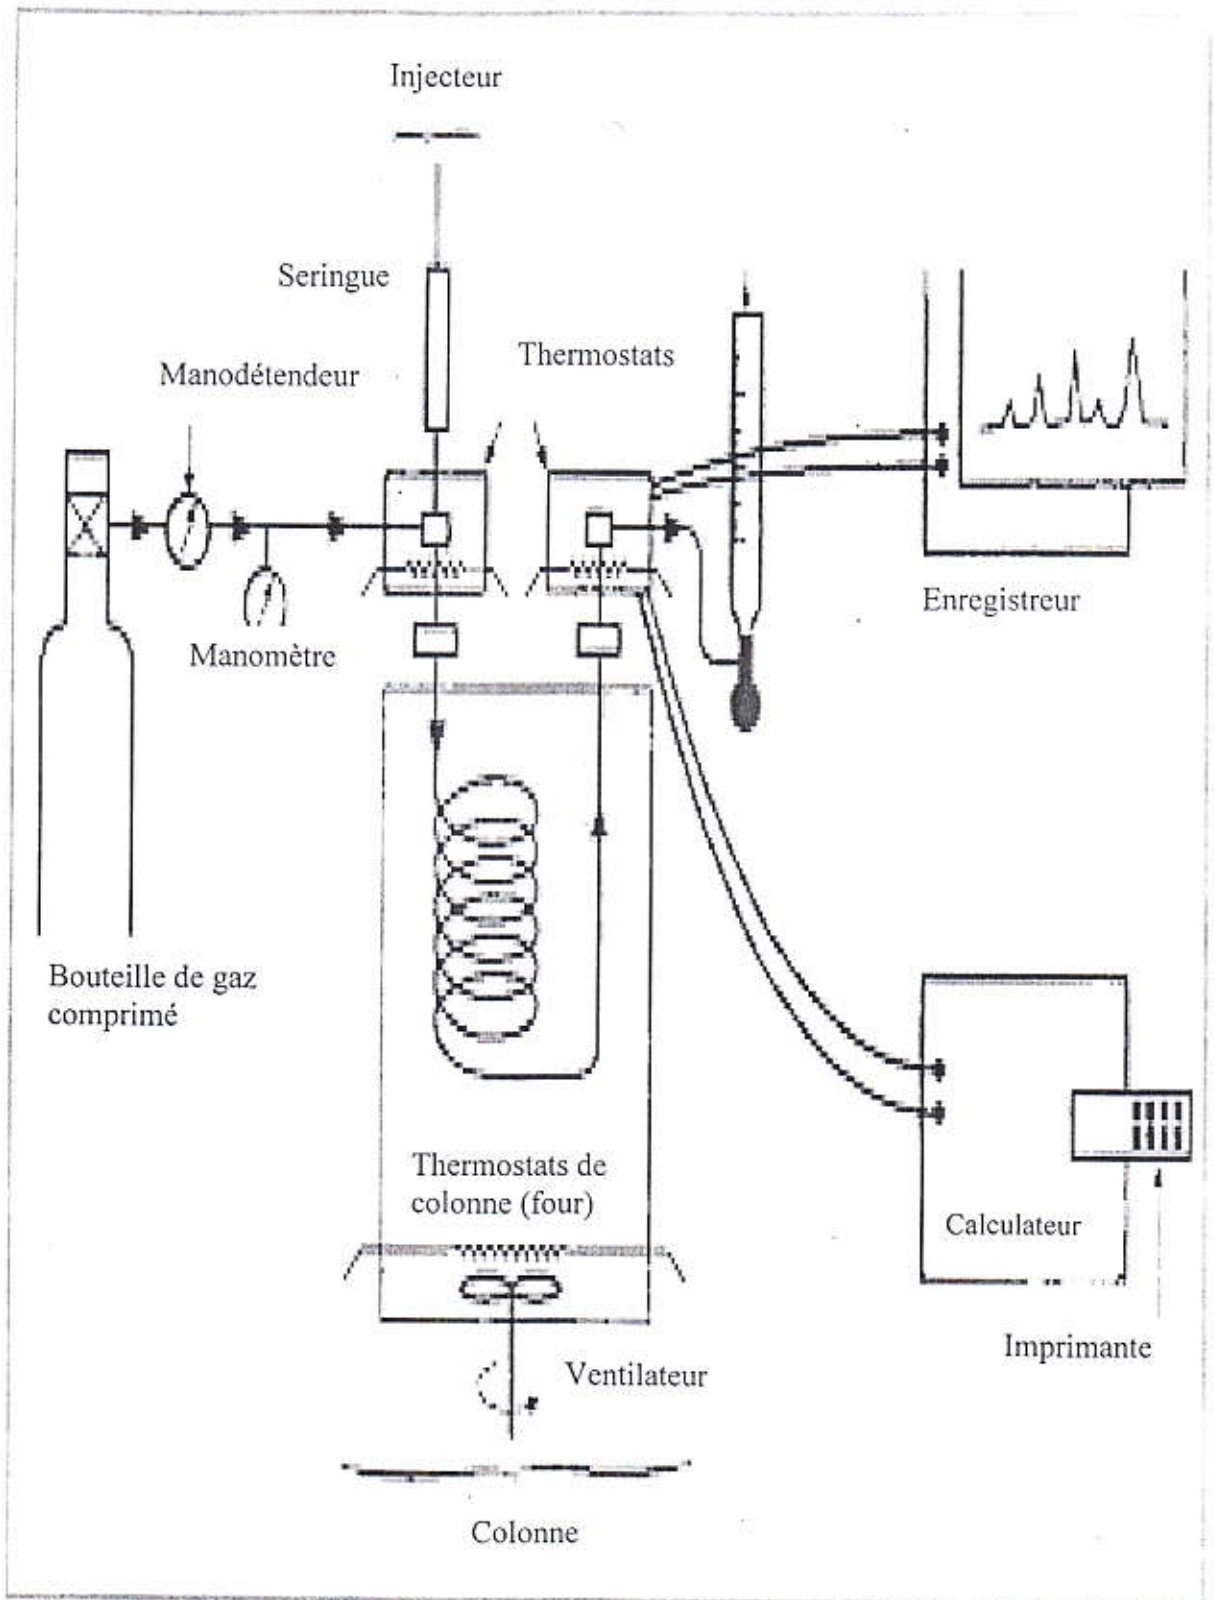 Injecteur
Seringue
Thermostats
Manodétendeur
Enregistreur
Manomètre
Bouteille de gaz
comprimé
Thermostats de
colonne (four)
Calculateur
Imprimante
Ventilateur
Colonne